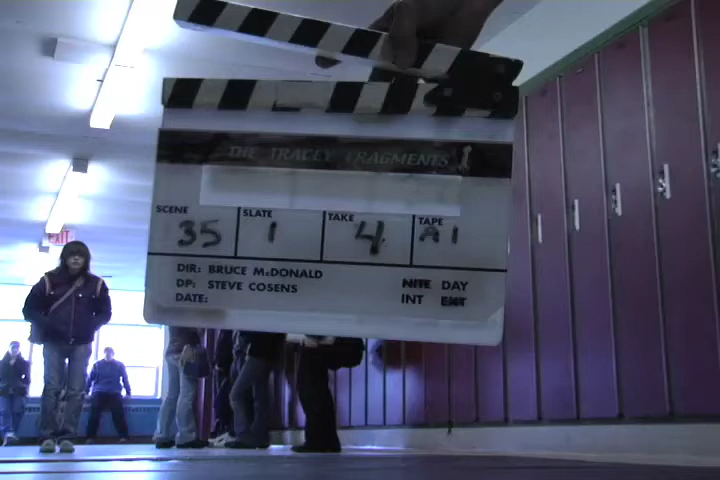 THE TRACEY FRAGMENTS
SCENE SLATE TAKE TAPE
35 1 4 A1
DIR: BRUCE McDONALD
DP: STEVE COSENS NITE DAY
DATE: INT EXT
EXIT